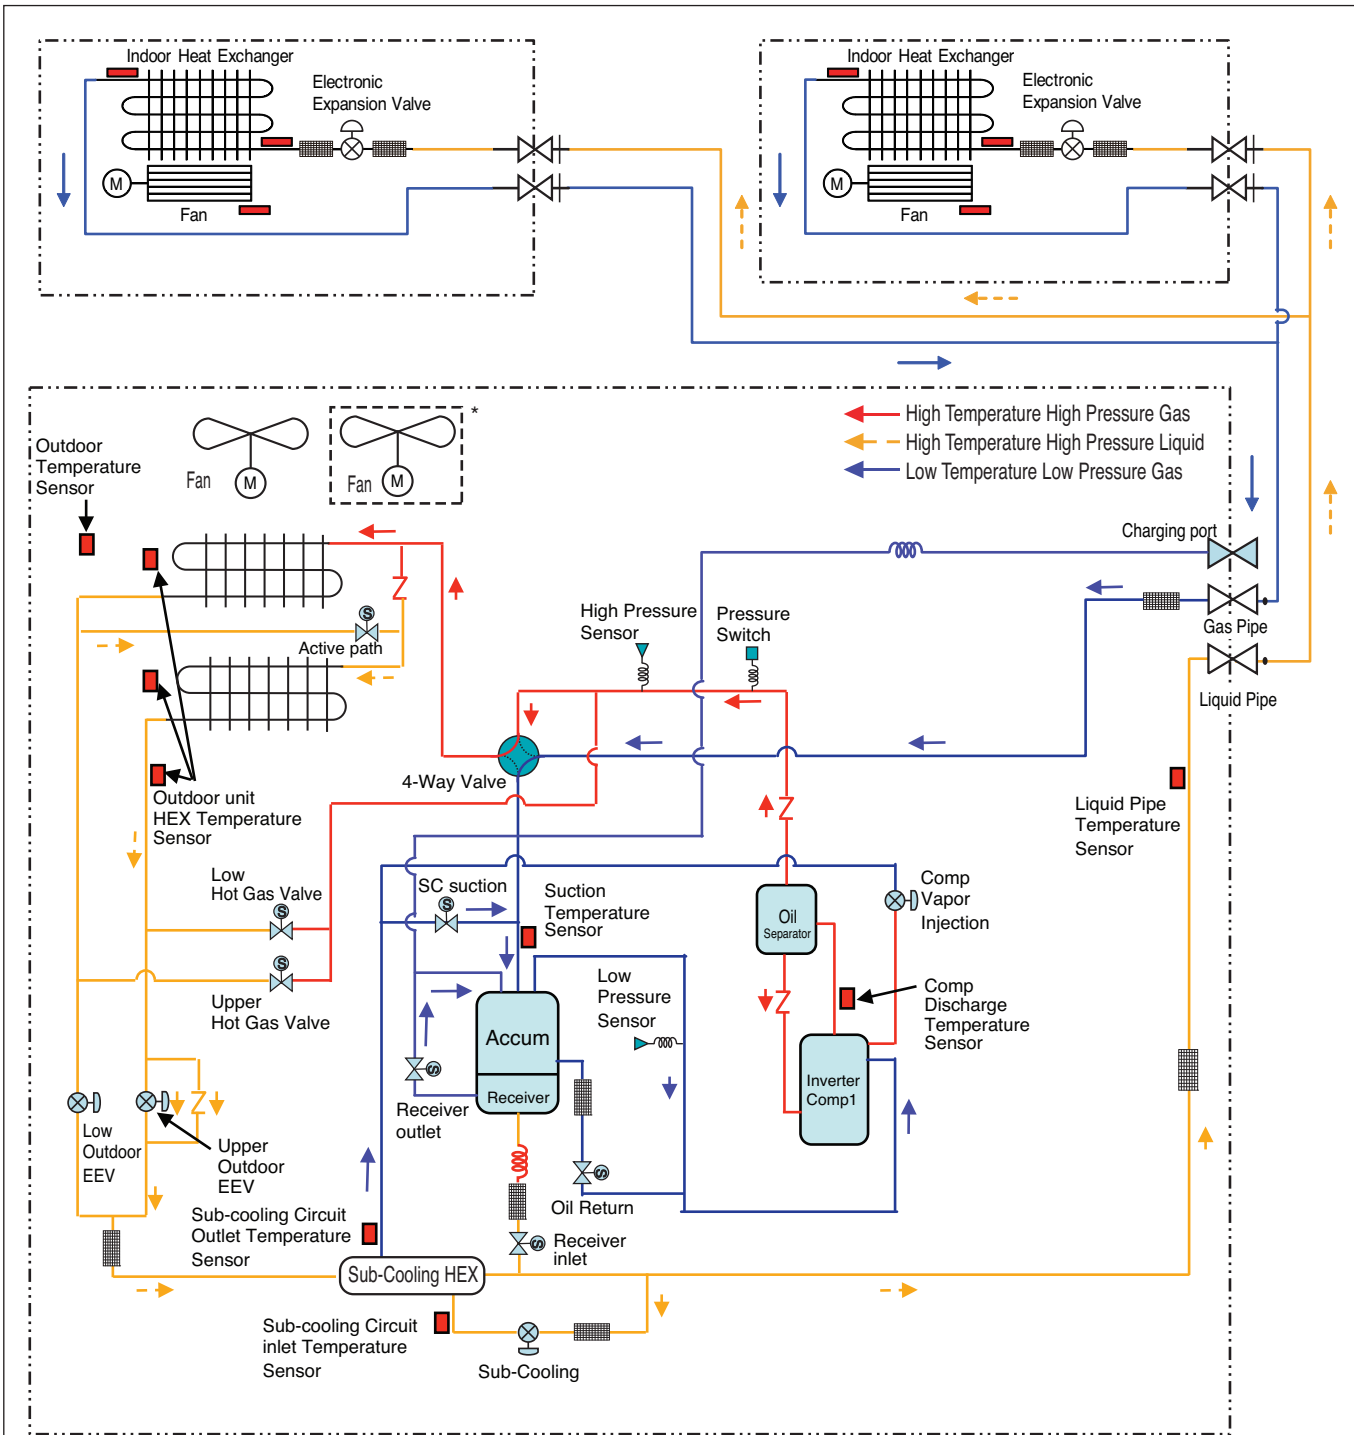 Indoor Heat Exchanger
Electronic
Expansion Valve
M
Fan
Indoor Heat Exchanger
Electronic
Expansion Valve
M
Fan
*
High Temperature High Pressure Gas
High Temperature High Pressure Liquid
Low Temperature Low Pressure Gas
Outdoor
Temperature
Sensor
Fan
M
Fan
M
Charging port
S
Active path
High Pressure
Sensor
Pressure
Switch
Gas Pipe
Liquid Pipe
4-Way Valve
Outdoor unit
HEX Temperature
Sensor
Liquid Pipe
Temperature
Sensor
Low
Hot Gas Valve
S
SC suction
S
Suction
Temperature
Sensor
Oil
Separator
Comp
Vapor
Injection
S
Upper
Hot Gas Valve
Low
Pressure
Sensor
Comp
Discharge
Temperature
Sensor
Accum
Receiver
S
Receiver
outlet
Inverter
Comp1
Low
Outdoor
EEV
Upper
Outdoor
EEV
S
Oil Return
Sub-cooling Circuit
Outlet Temperature
Sensor
S
Receiver
inlet
Sub-Cooling HEX
Sub-cooling Circuit
inlet Temperature
Sensor
Sub-Cooling